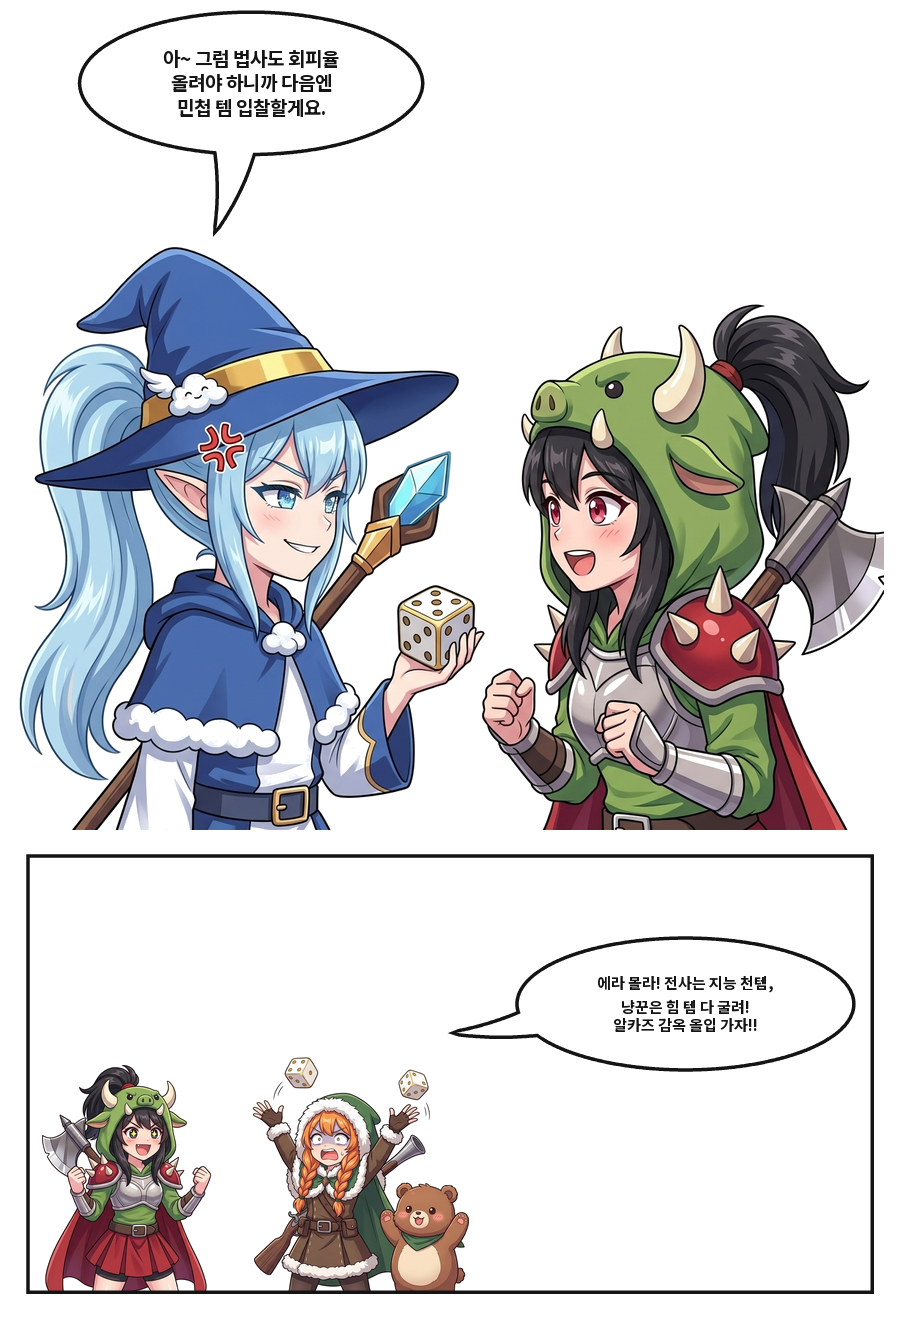 아~ 그럼 법사도 회피율
올려야 하니까 다음엔
민첩 템 입찰할게요.
에라 몰라! 전사는 지능 천템,
냥꾼은 힘 템 다 굴려!
알카즈 감옥 올입 가자!!